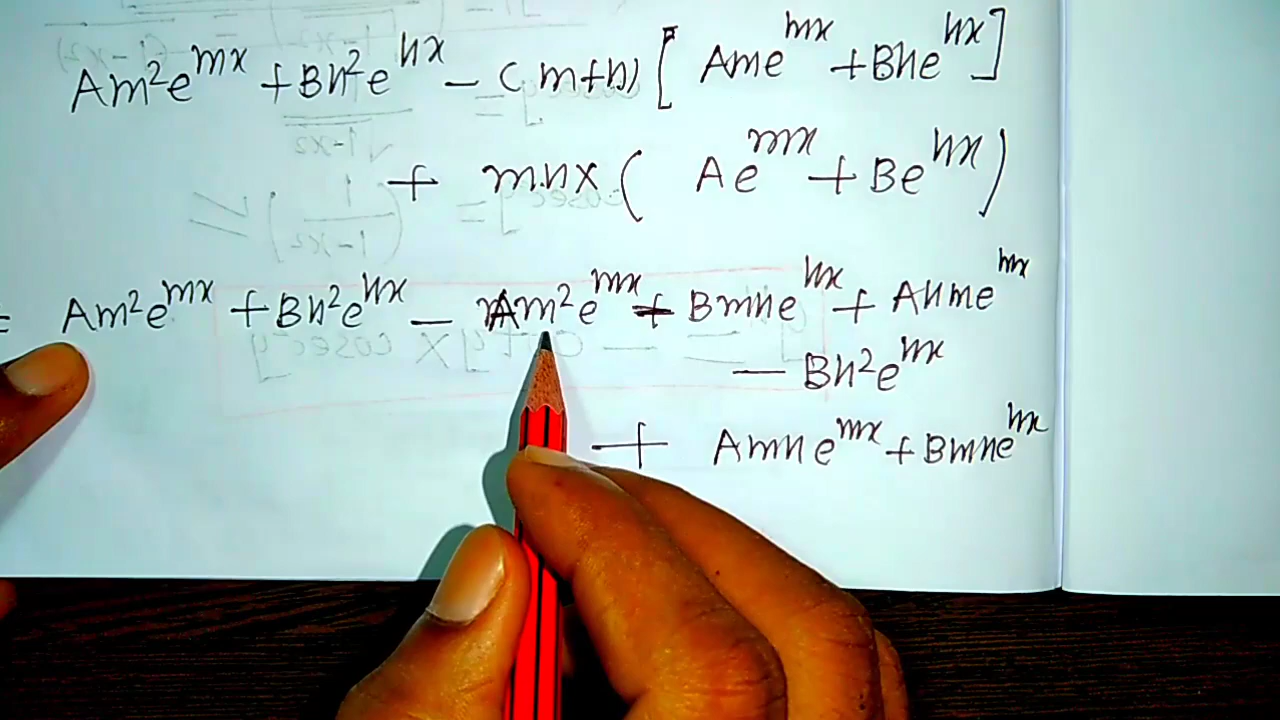 Am²e^mx + Bn²e^nx - (m+n) [ Ame^mx + Bne^nx ]
+ mnx ( Ae^mx + Be^nx )
= Am²e^mx + Bn²e^nx - Am²e^mx + Bmne^nx + Anme^mx
- Bn²e^nx
+ Amne^mx + Bmne^nx